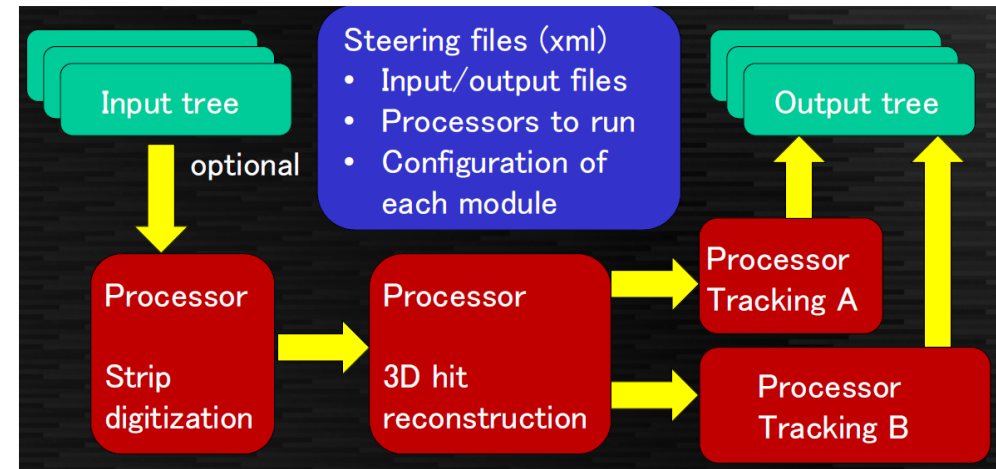 Input tree
optional
Steering files (xml)
• Input/output files
• Processors to run
• Configuration of
each module
Output tree
Processor
Strip
digitization
Processor
3D hit
reconstruction
Processor
Tracking A
Processor
Tracking B